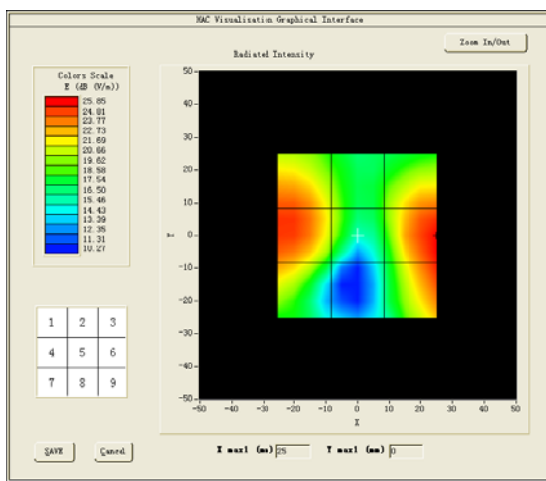 HAC Visualisation Graphical Interface
Zoom In/Out
Radiated Intensity
Colors Scale
E (dB (V/m))
25.85
24.81
23.77
22.73
21.69
20.66
19.62
18.58
17.54
16.50
15.46
14.43
13.39
12.35
11.31
10.27
50
40
30
20
10
0
-10
-20
-30
-40
-50
Y
-50 -40 -30 -20 -10 0 10 20 30 40 50
X
1 2 3
4 5 6
7 8 9
SAVE
Cancel
X max1 (mm) 25
Y max1 (mm) 0